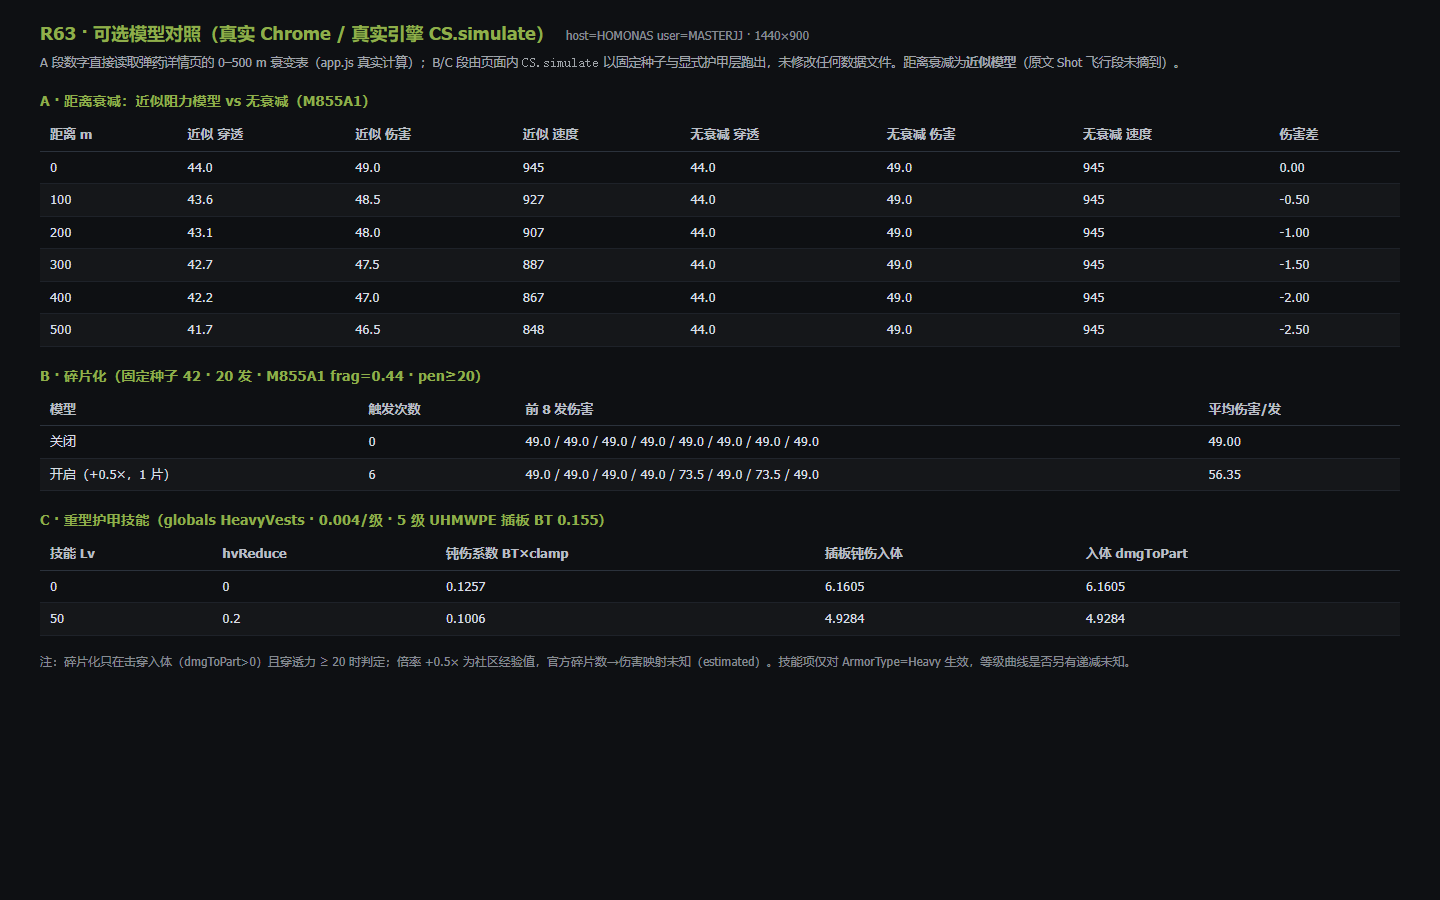 R63 · 可选模型对照（真实 Chrome / 真实引擎 CS.simulate） host=HOMONAS user=MASTERJJ · 1440×900
A 段数字直接读取弹药详情页的 0–500 m 衰变表（app.js 真实计算）；B/C 段由页面内 CS.simulate 以固定种子与显式护甲层跑出，未修改任何数据文件。距离衰减为近似模型（原文 Shot 飞行段未摘到）。
A · 距离衰减：近似阻力模型 vs 无衰减（M855A1）
距离 m 近似 穿透 近似 伤害 近似 速度 无衰减 穿透 无衰减 伤害 无衰减 速度 伤害差
0 44.0 49.0 945 44.0 49.0 945 0.00
100 43.6 48.5 927 44.0 49.0 945 -0.50
200 43.1 48.0 907 44.0 49.0 945 -1.00
300 42.7 47.5 887 44.0 49.0 945 -1.50
400 42.2 47.0 867 44.0 49.0 945 -2.00
500 41.7 46.5 848 44.0 49.0 945 -2.50
B · 碎片化（固定种子 42 · 20 发 · M855A1 frag=0.44 · pen≥20）
模型 触发次数 前 8 发伤害 平均伤害/发
关闭 0 49.0 / 49.0 / 49.0 / 49.0 / 49.0 / 49.0 / 49.0 / 49.0 49.00
开启（+0.5×，1 片） 6 49.0 / 49.0 / 49.0 / 49.0 / 73.5 / 49.0 / 73.5 / 49.0 56.35
C · 重型护甲技能（globals HeavyVests · 0.004/级 · 5 级 UHMWPE 插板 BT 0.155）
技能 Lv hvReduce 钝伤系数 BT×clamp 插板钝伤入体 入体 dmgToPart
0 0 0.1257 6.1605 6.1605
50 0.2 0.1006 4.9284 4.9284
注：碎片化只在击穿入体（dmgToPart>0）且穿透力 ≥ 20 时判定；倍率 +0.5× 为社区经验值，官方碎片数→伤害映射未知（estimated）。技能项仅对 ArmorType=Heavy 生效，等级曲线是否另有递减未知。